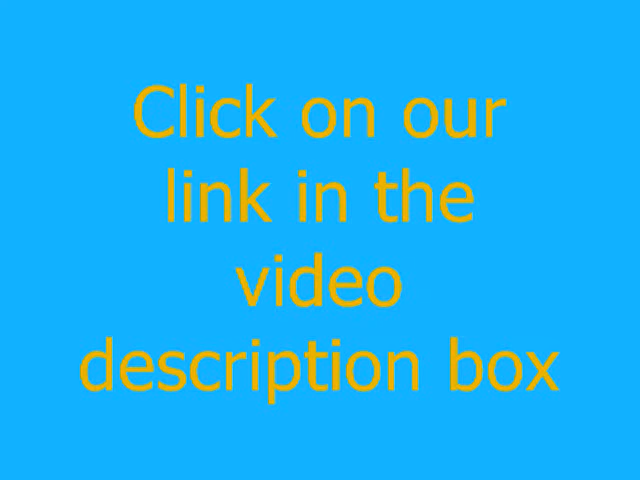 Click on our
link in the
video
description box